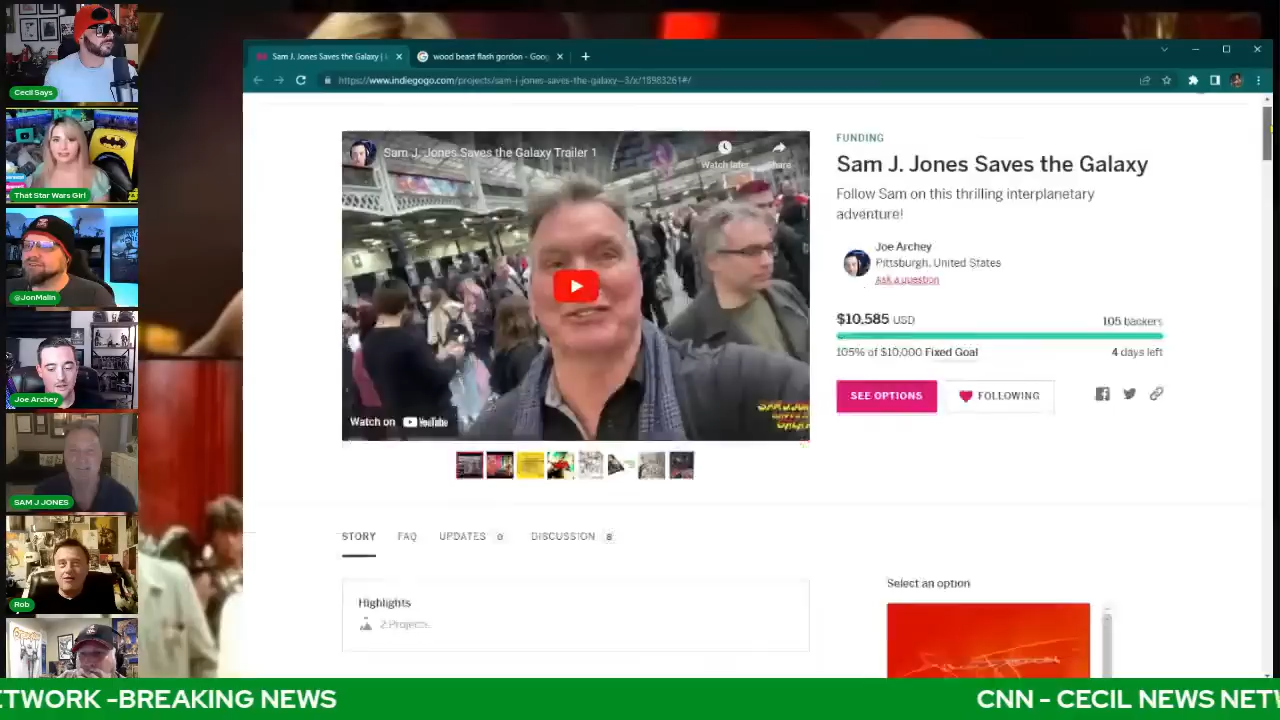 Cecil Says
That Star Wars Girl
@JonMalin
Joe Archey
SAM J JONES
Rob
Sam J. Jones Saves the Galaxy |
wood beast flash gordon - Goog
https://www.indiegogo.com/projects/sam-j-jones-saves-the-galaxy--3/x/18983261#/
Sam J. Jones Saves the Galaxy Trailer 1
Watch later
Share
Watch on YouTube
FUNDING
Sam J. Jones Saves the Galaxy
Follow Sam on this thrilling interplanetary
adventure!
Joe Archey
Pittsburgh, United States
Ask a question
$10,585 USD
105 backers
105% of $10,000 Fixed Goal
4 days left
SEE OPTIONS
FOLLOWING
STORY
FAQ
UPDATES 0
DISCUSSION 8
Highlights
2 Projects
Select an option
ETWORK -BREAKING NEWS
CNN - CECIL NEWS NETW